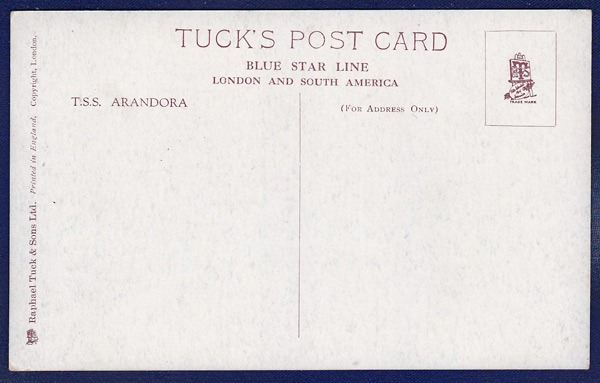 TUCK'S POST CARD
BLUE STAR LINE
LONDON AND SOUTH AMERICA
T.S.S. ARANDORA
(FOR ADDRESS ONLY)
TRADE MARK
Raphael Tuck & Sons Ltd. Printed in England, Copyright, London.